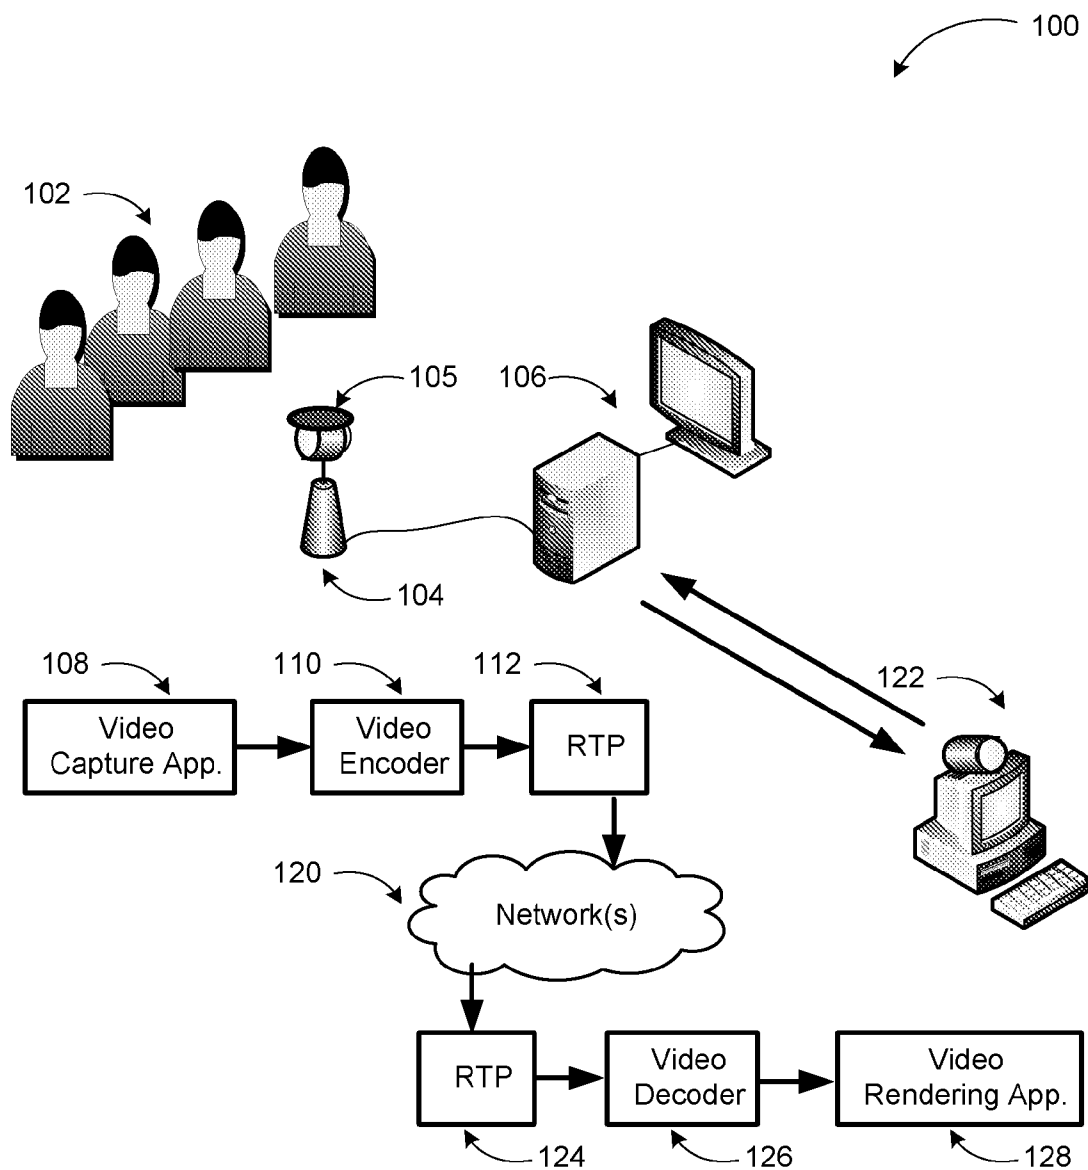 100
102
105
106
104
108
110
112
122
Video
Capture App.
Video
Encoder
RTP
120
Network(s)
RTP
Video
Decoder
Video
Rendering App.
124
126
128